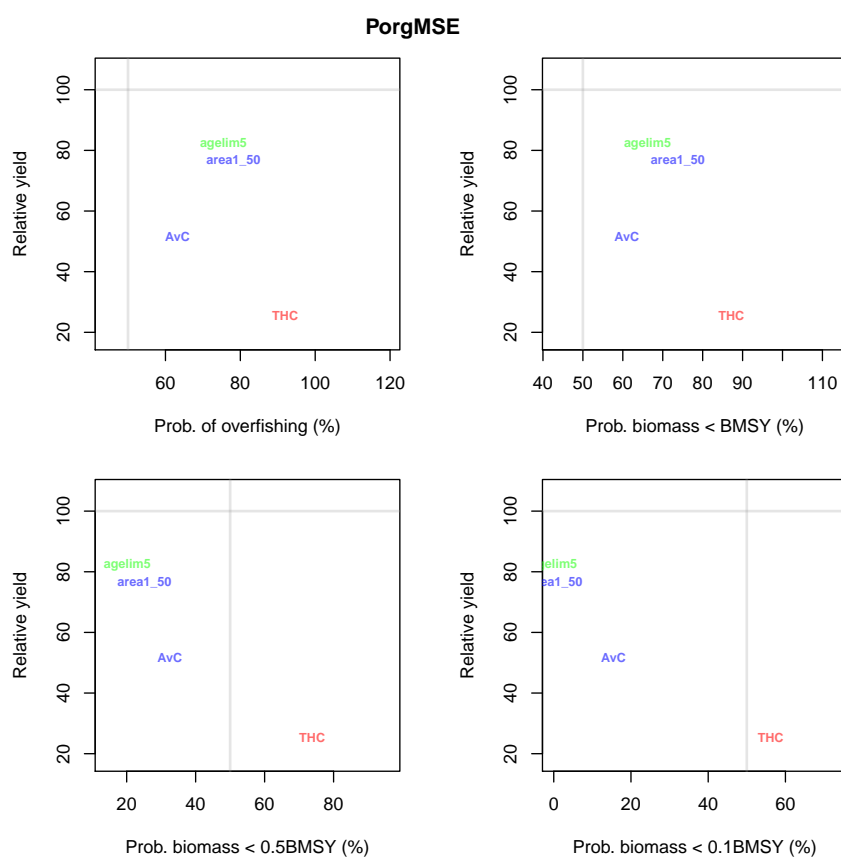 PorgMSE
Relative yield
100
80
60
40
20
agelim5
area1_50
AvC
THC
60 80 100 120
Prob. of overfishing (%)
Relative yield
100
80
60
40
20
agelim5
area1_50
AvC
THC
40 50 60 70 80 90 110
Prob. biomass < BMSY (%)
Relative yield
100
80
60
40
20
agelim5
area1_50
AvC
THC
20 40 60 80
Prob. biomass < 0.5BMSY (%)
Relative yield
100
80
60
40
20
gelim5
ea1_50
AvC
THC
0 20 40 60
Prob. biomass < 0.1BMSY (%)